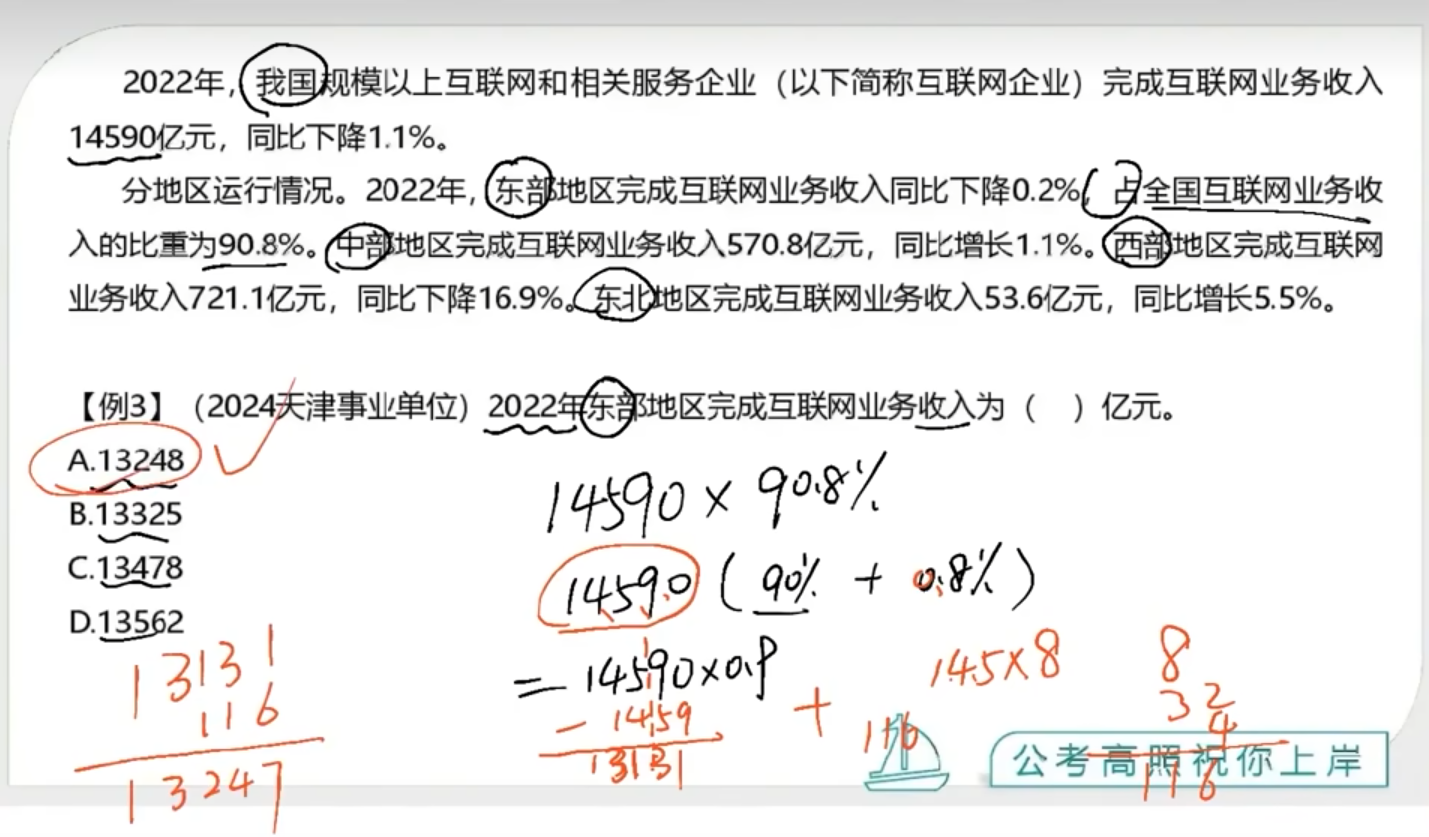 2022年，我国规模以上互联网和相关服务企业（以下简称互联网企业）完成互联网业务收入
14590亿元，同比下降1.1%。
分地区运行情况。2022年，东部地区完成互联网业务收入同比下降0.2%，占全国互联网业务收
入的比重为90.8%。中部地区完成互联网业务收入570.8亿元，同比增长1.1%。西部地区完成互联网
业务收入721.1亿元，同比下降16.9%。东北地区完成互联网业务收入53.6亿元，同比增长5.5%。
【例3】（2024天津事业单位）2022年东部地区完成互联网业务收入为（ ）亿元。
A.13248
B.13325
C.13478
D.13562
14590 × 90.8%
14590 ( 90% + 0.8% )
= 14590×0.9 + 145×8
- 1459
13131
116
8
32
4
116
13131
116
13247
公考高照祝你上岸